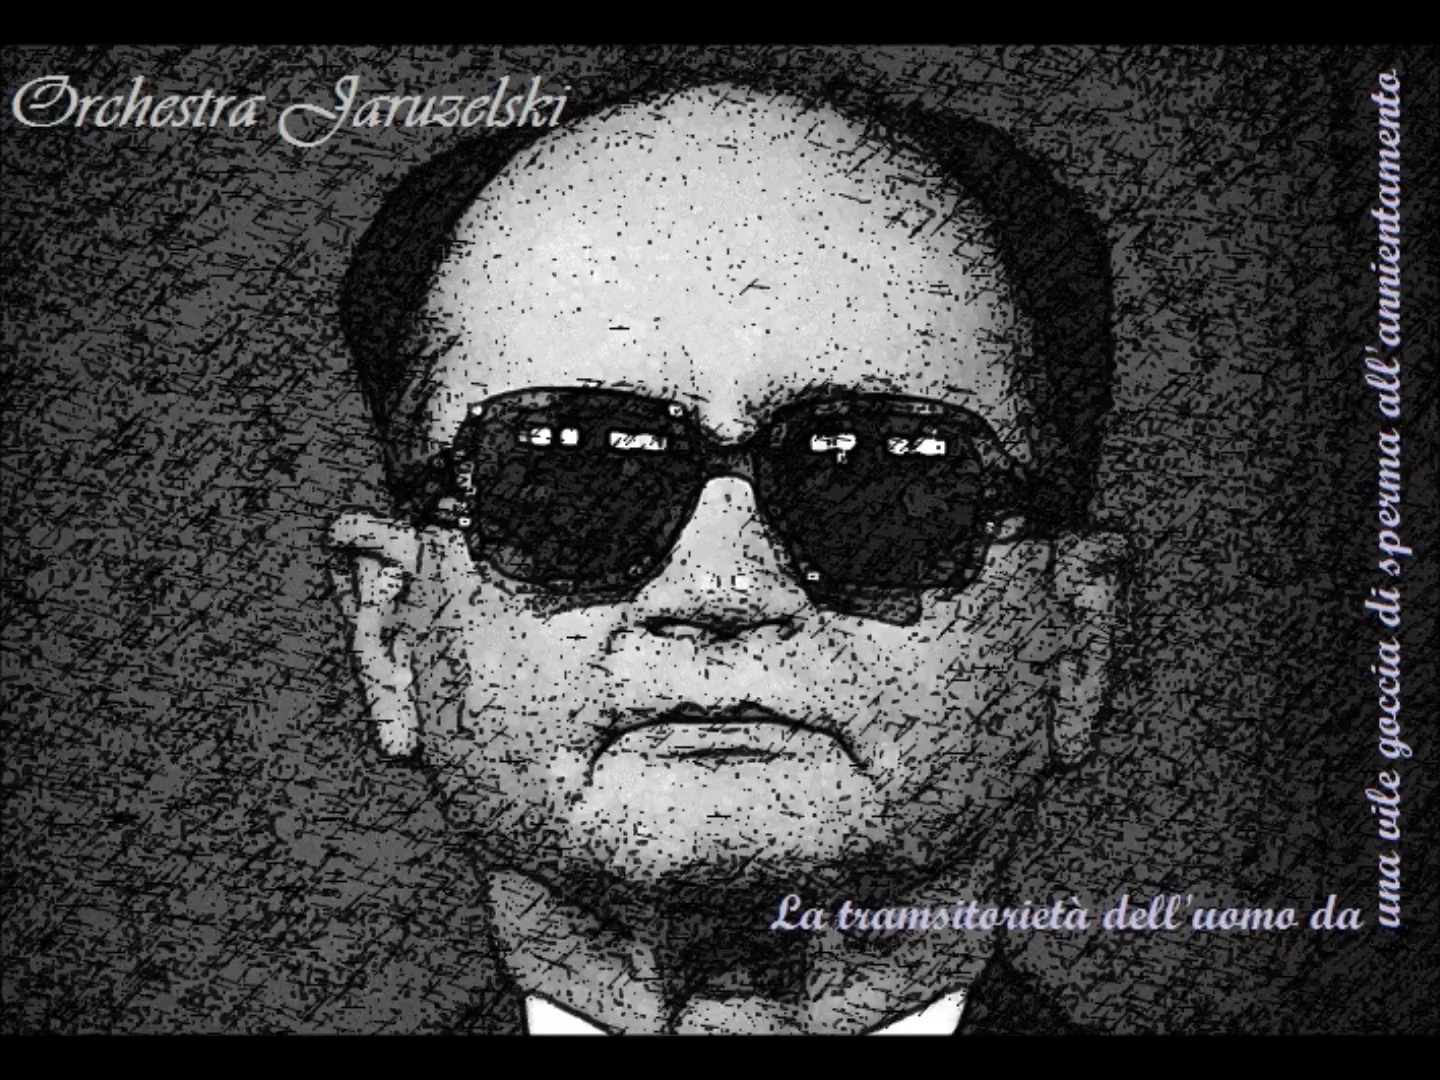 Orchestra Jaruzelski
La tramsitorietà dell'uomo da
una vile goccia di sperma all'annientamento